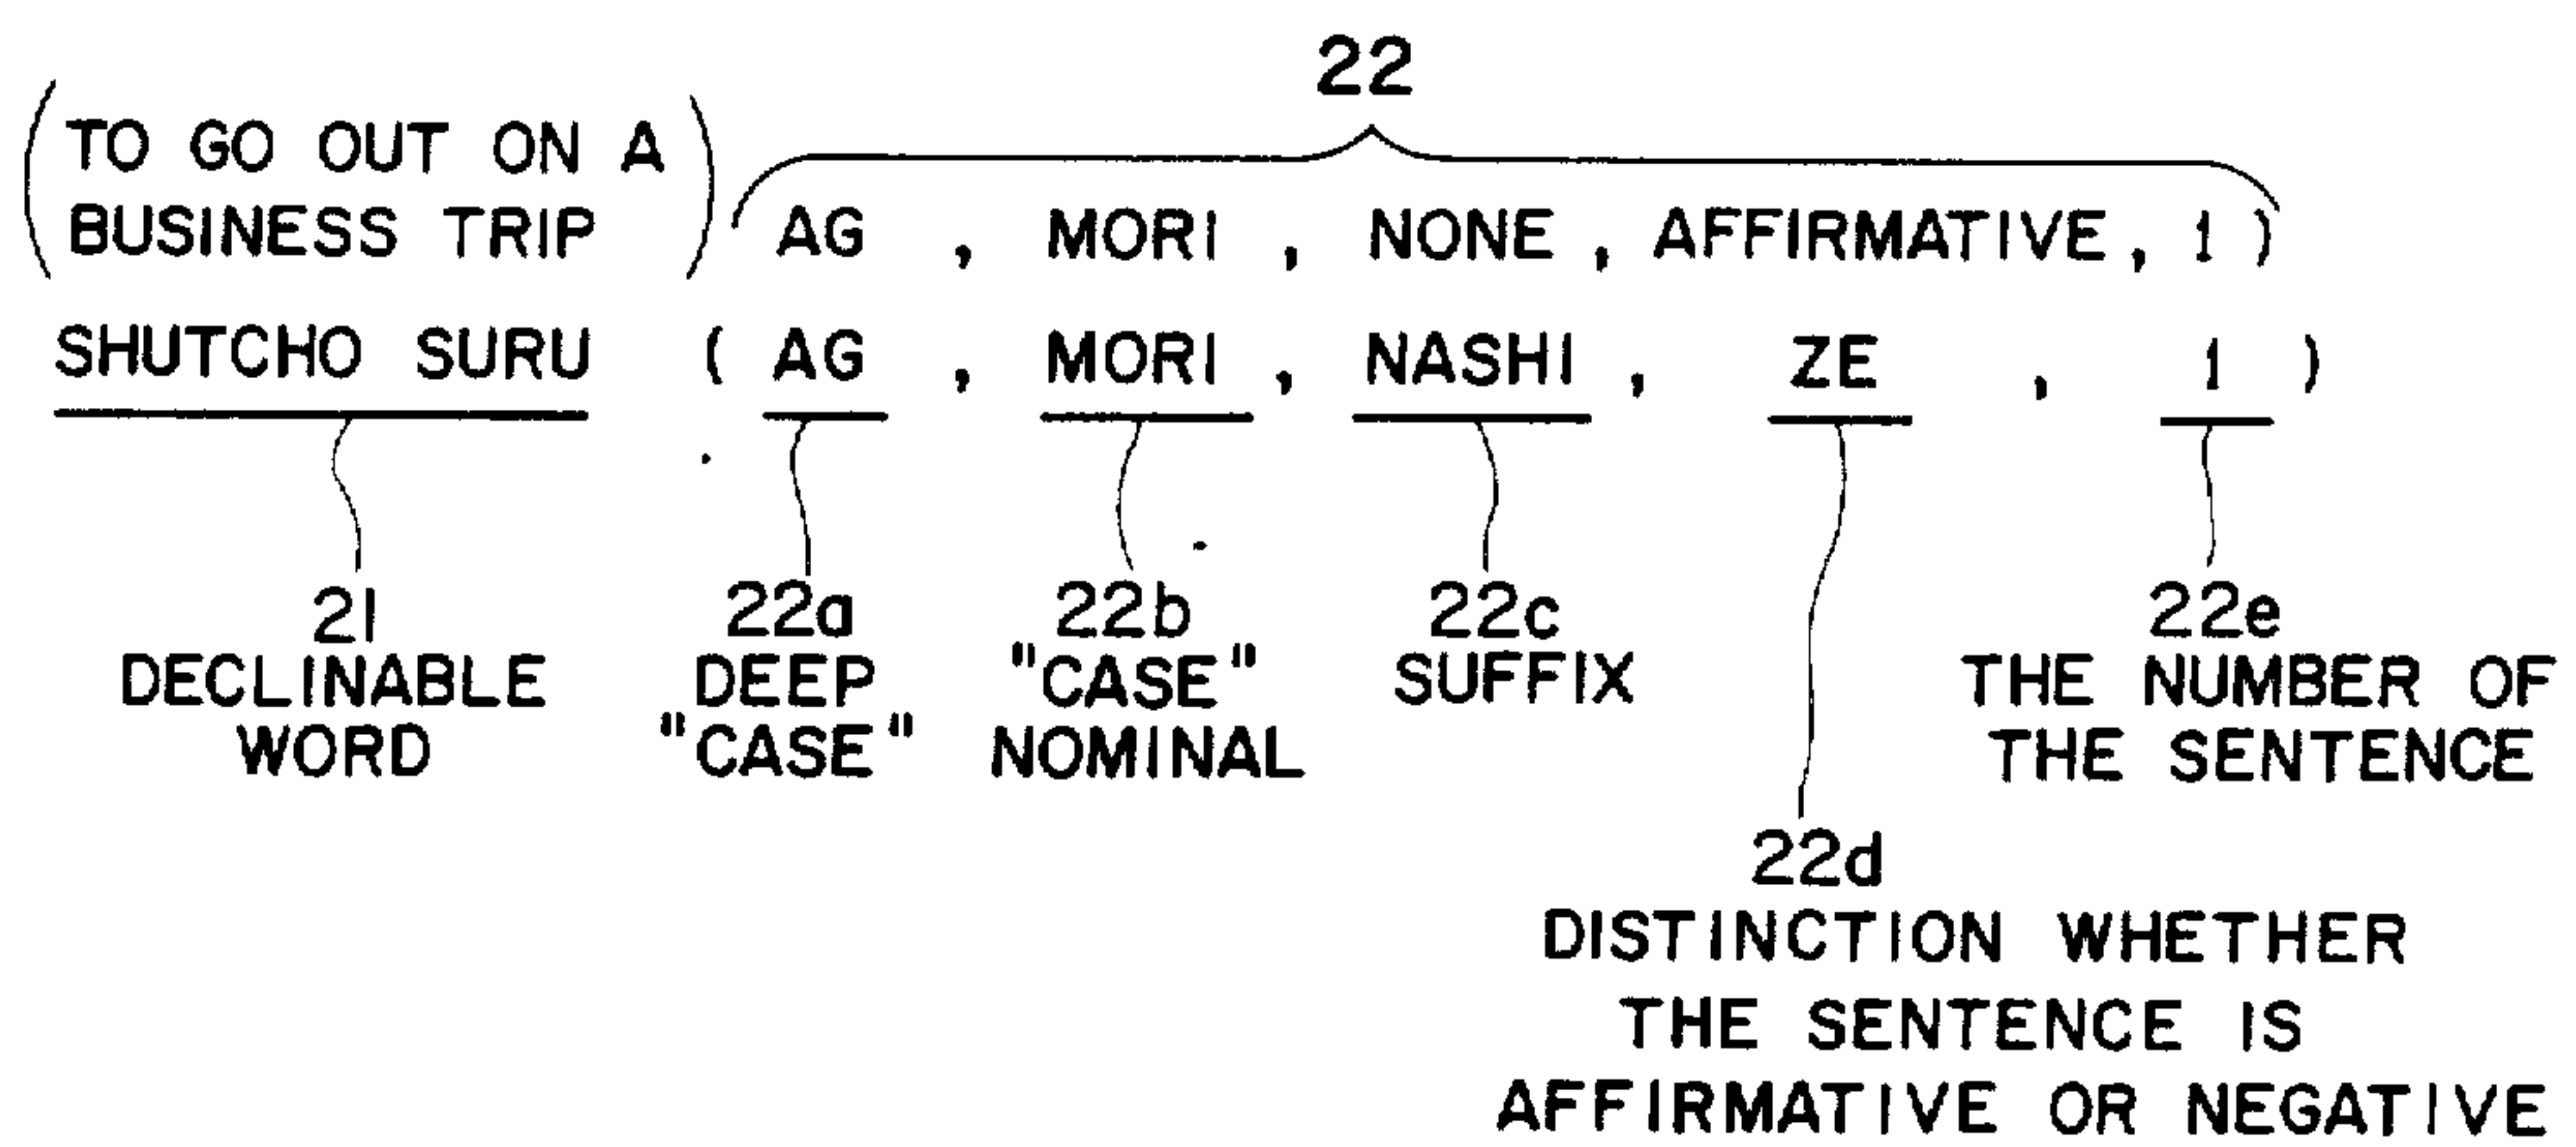 22
(TO GO OUT ON A
BUSINESS TRIP) (AG , MORI , NONE , AFFIRMATIVE, 1 )
SHUTCHO SURU ( AG , MORI , NASHI , ZE , 1 )
21 22a 22b 22c 22e
DECLINABLE DEEP "CASE" SUFFIX THE NUMBER OF
WORD "CASE" NOMINAL THE SENTENCE
22d
DISTINCTION WHETHER
THE SENTENCE IS
AFFIRMATIVE OR NEGATIVE